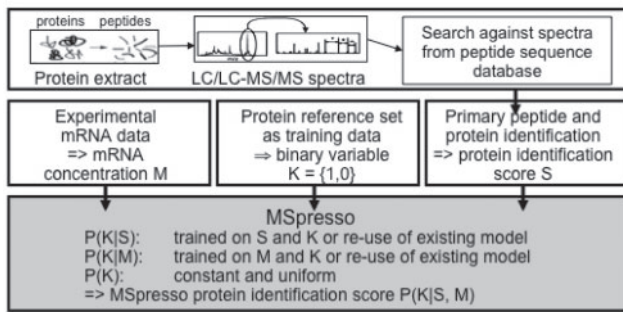 proteins peptides
Protein extract
LC/LC-MS/MS spectra
Search against spectra
from peptide sequence
database
Experimental
mRNA data
=> mRNA
concentration M
Protein reference set
as training data
⇒ binary variable
K = {1,0}
Primary peptide and
protein identification
=> protein identification
score S
MSpresso
P(K|S): trained on S and K or re-use of existing model
P(K|M): trained on M and K or re-use of existing model
P(K): constant and uniform
=> MSpresso protein identification score P(K|S, M)